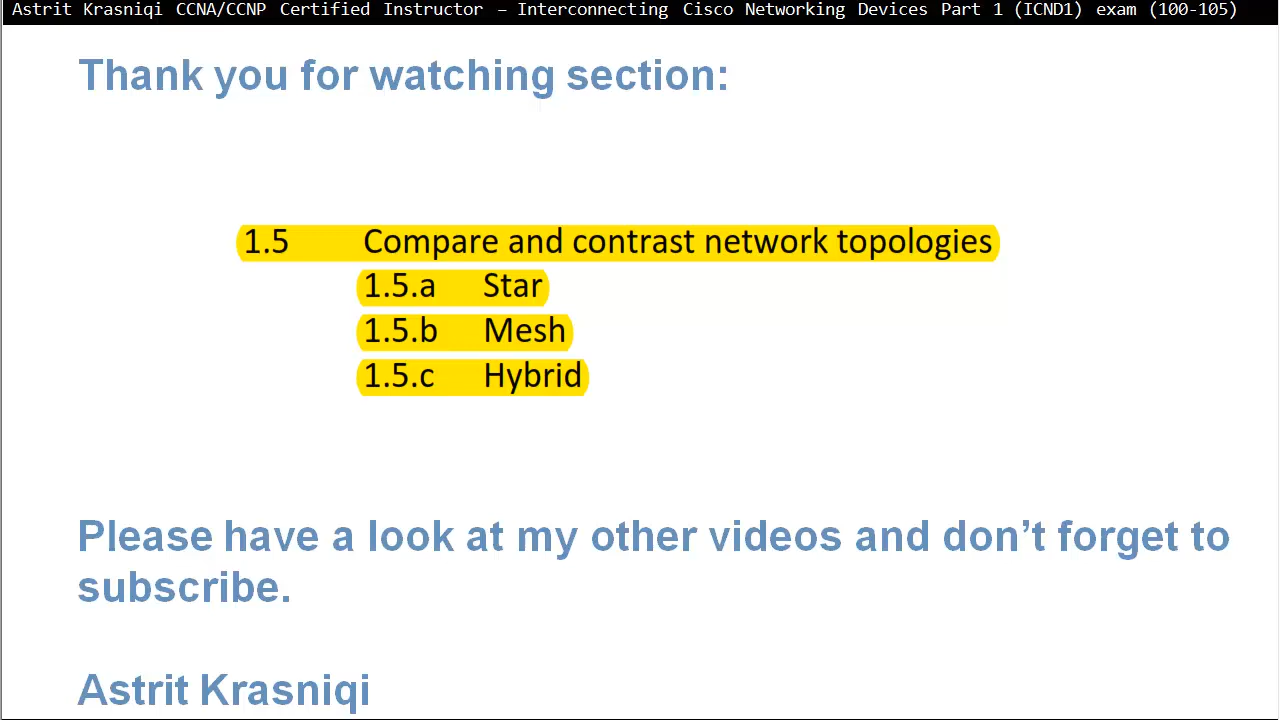 Astrit Krasniqi CCNA/CCNP Certified Instructor – Interconnecting Cisco Networking Devices Part 1 (ICND1) exam (100-105)
Thank you for watching section:
1.5 Compare and contrast network topologies
1.5.a Star
1.5.b Mesh
1.5.c Hybrid
Please have a look at my other videos and don’t forget to
subscribe.
Astrit Krasniqi